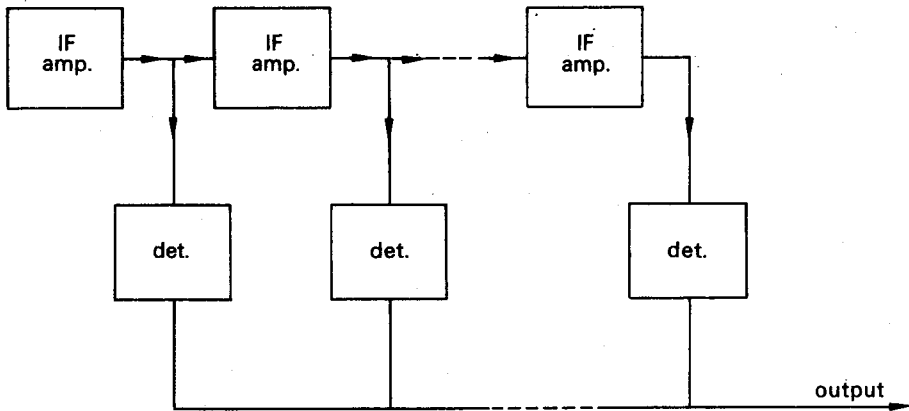 IF
amp.
IF
amp.
IF
amp.
det.
det.
det.
output